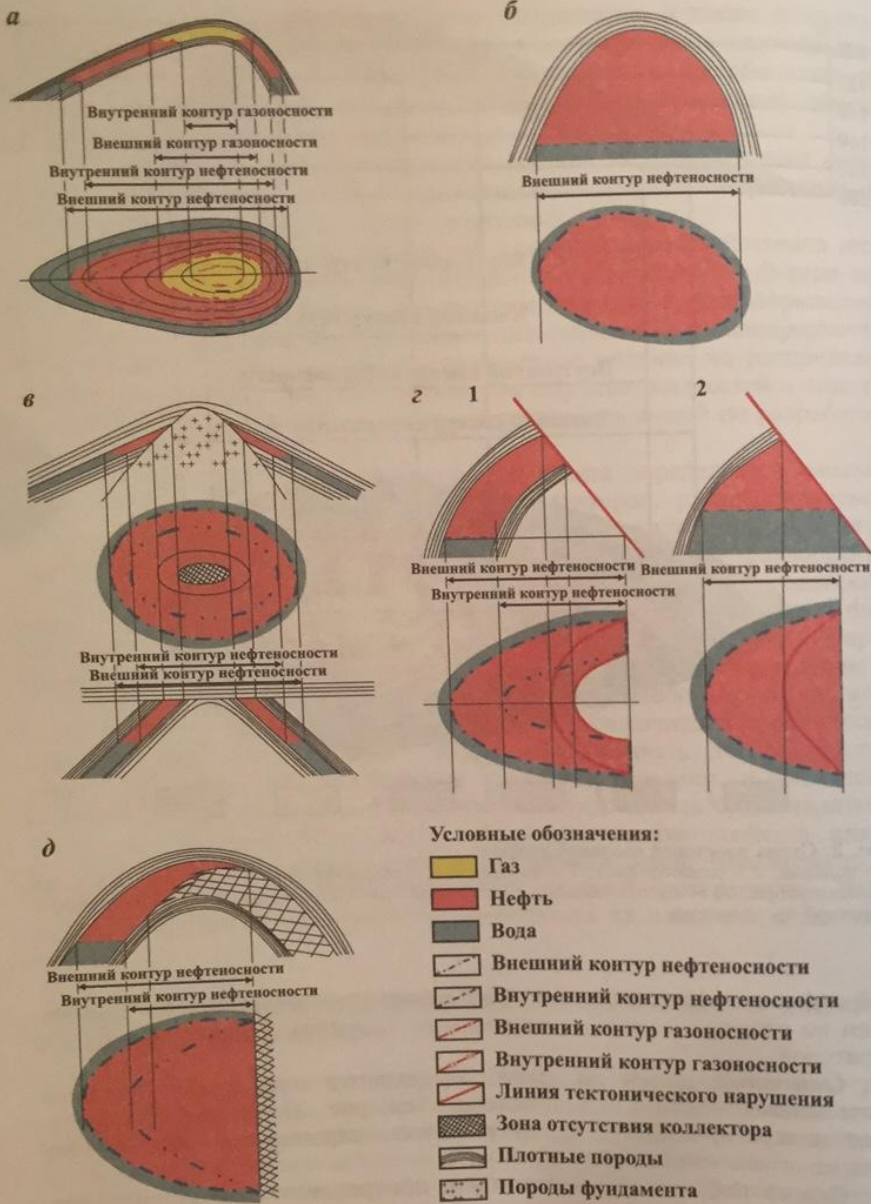 а
Внутренний контур газоносности
Внешний контур газоносности
Внутренний контур нефтеносности
Внешний контур нефтеносности
б
Внешний контур нефтеносности
в
Внутренний контур нефтеносности
Внешний контур нефтеносности
г 1 2
Внешний контур нефтеносности
Внутренний контур нефтеносности
Внешний контур нефтеносности
д
Внешний контур нефтеносности
Внутренний контур нефтеносности
Условные обозначения:
Газ
Нефть
Вода
Внешний контур нефтеносности
Внутренний контур нефтеносности
Внешний контур газоносности
Внутренний контур газоносности
Линия тектонического нарушения
Зона отсутствия коллектора
Плотные породы
Породы фундамента